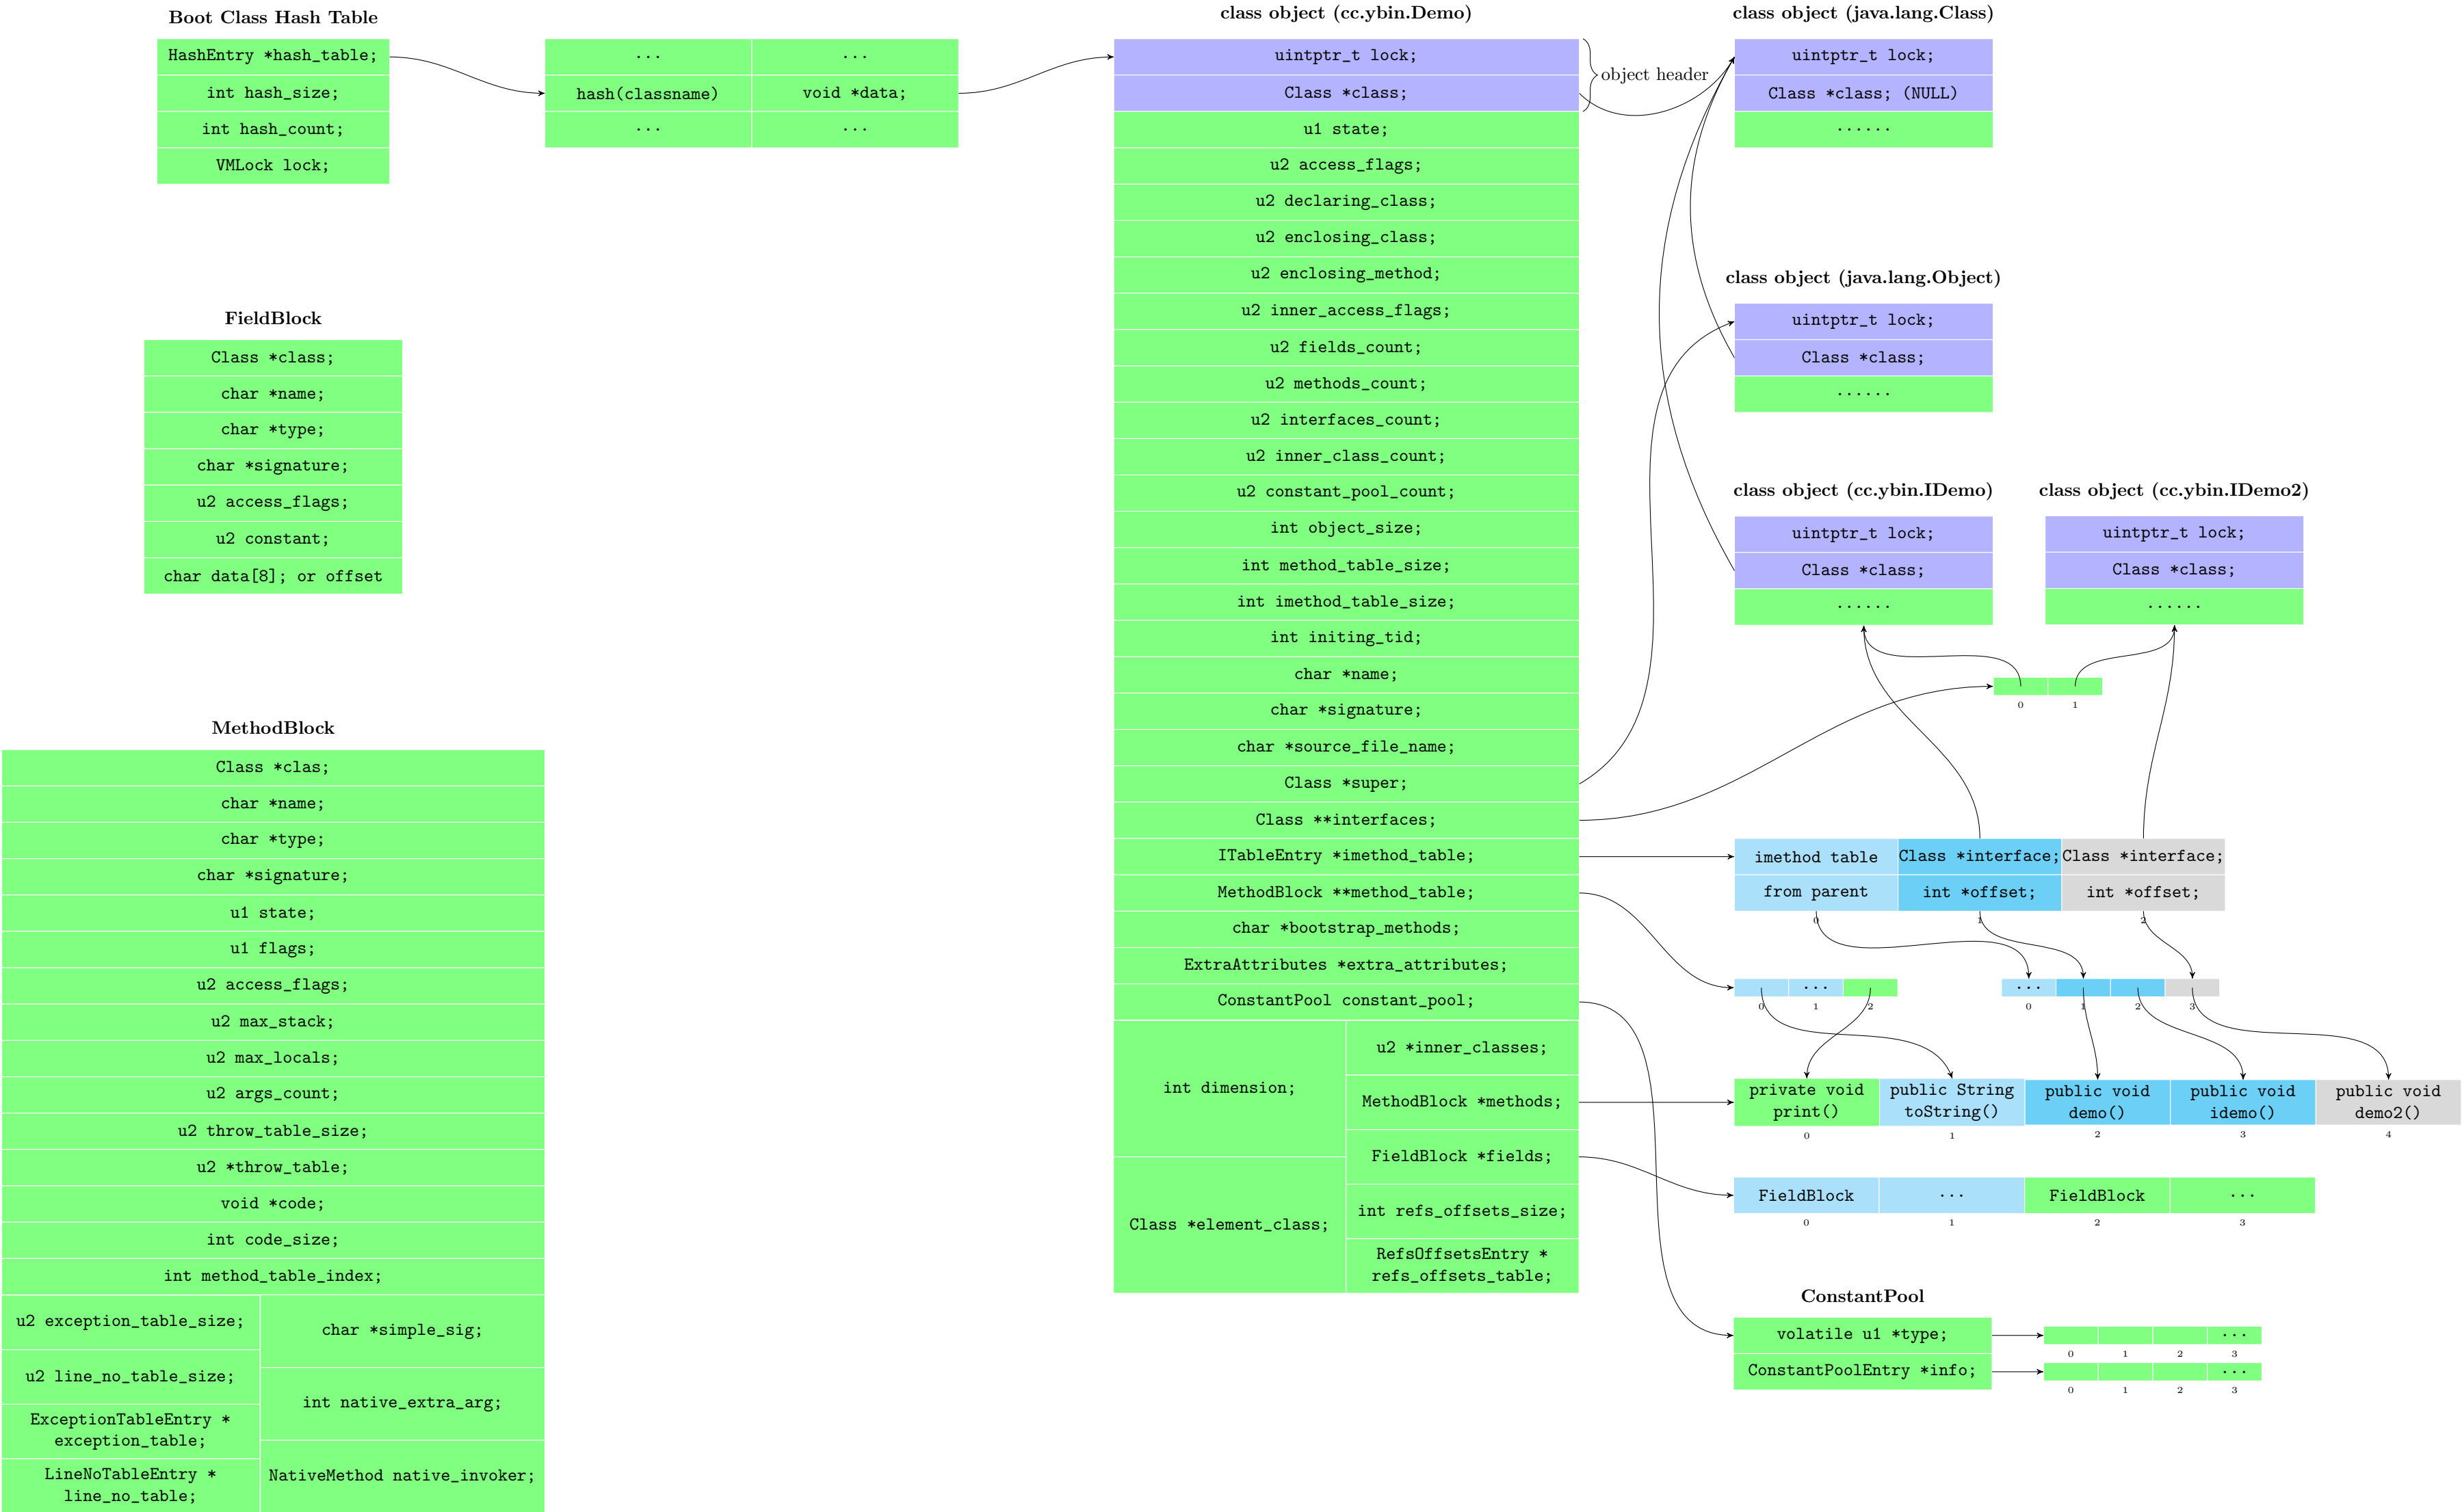 Boot Class Hash Table
HashEntry *hash_table;
int hash_size;
int hash_count;
VMLock lock;
... ...
hash(classname) void *data;
... ...
FieldBlock
Class *class;
char *name;
char *type;
char *signature;
u2 access_flags;
u2 constant;
char data[8]; or offset
MethodBlock
Class *clas;
char *name;
char *type;
char *signature;
u1 state;
u1 flags;
u2 access_flags;
u2 max_stack;
u2 max_locals;
u2 args_count;
u2 throw_table_size;
u2 *throw_table;
void *code;
int code_size;
int method_table_index;
u2 exception_table_size;
u2 line_no_table_size;
ExceptionTableEntry *
exception_table;
LineNoTableEntry *
line_no_table;
char *simple_sig;
int native_extra_arg;
NativeMethod native_invoker;
class object (cc.ybin.Demo)
uintptr_t lock;
Class *class;
object header
u1 state;
u2 access_flags;
u2 declaring_class;
u2 enclosing_class;
u2 enclosing_method;
u2 inner_access_flags;
u2 fields_count;
u2 methods_count;
u2 interfaces_count;
u2 inner_class_count;
u2 constant_pool_count;
int object_size;
int method_table_size;
int imethod_table_size;
int initing_tid;
char *name;
char *signature;
char *source_file_name;
Class *super;
Class **interfaces;
ITableEntry *imethod_table;
MethodBlock **method_table;
char *bootstrap_methods;
ExtraAttributes *extra_attributes;
ConstantPool constant_pool;
int dimension;
Class *element_class;
u2 *inner_classes;
MethodBlock *methods;
FieldBlock *fields;
int refs_offsets_size;
RefsOffsetsEntry *
refs_offsets_table;
class object (java.lang.Class)
uintptr_t lock;
Class *class; (NULL)
......
class object (java.lang.Object)
uintptr_t lock;
Class *class;
......
class object (cc.ybin.IDemo)
uintptr_t lock;
Class *class;
......
class object (cc.ybin.IDemo2)
uintptr_t lock;
Class *class;
......
0 1
imethod table Class *interface; Class *interface;
from parent int *offset; int *offset;
0 1 2
...
0 1 2
...
0 1 2 3
private void
print()
public String
toString()
public void
demo()
public void
idemo()
public void
demo2()
0 1 2 3 4
FieldBlock ... FieldBlock ...
0 1 2 3
ConstantPool
volatile u1 *type;
...
0 1 2 3
ConstantPoolEntry *info;
...
0 1 2 3